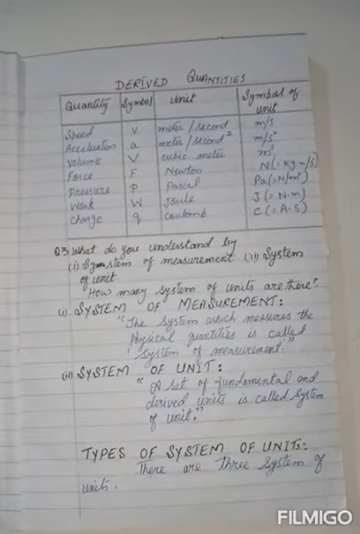 DERIVED QUANTITIES
Quantity Symbol Unit Symbol of unit
Speed V meter/second m/s
Acceleration a meter/second² m/s²
Volume V cubic meter m³
Force F Newton N(=Kg.m/s)
Pressure P Pascal Pa(=N/m²)
Work W Joule J(=N.m)
Charge q coulomb C(=A.S)
Q3 What do you understand by
(i) System of measurement (ii) System
of unit
How many system of units are there?
(i) SYSTEM OF MEASUREMENT:
"The System which measures the
physical quantities is called
'system of measurement."
(ii) SYSTEM OF UNIT:
"A set of fundamental and
derived units is called System
of unit."
TYPES OF SYSTEM OF UNITS:
There are three system of
units.
FILMIGO